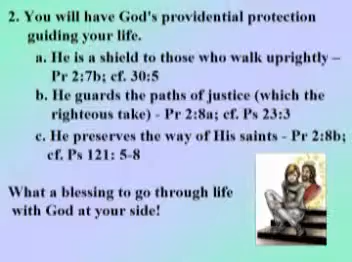 2. You will have God's providential protection
guiding your life.
a. He is a shield to those who walk uprightly –
Pr 2:7b; cf. 30:5
b. He guards the paths of justice (which the
righteous take) - Pr 2:8a; cf. Ps 23:3
c. He preserves the way of His saints - Pr 2:8b;
cf. Ps 121: 5-8
What a blessing to go through life
with God at your side!